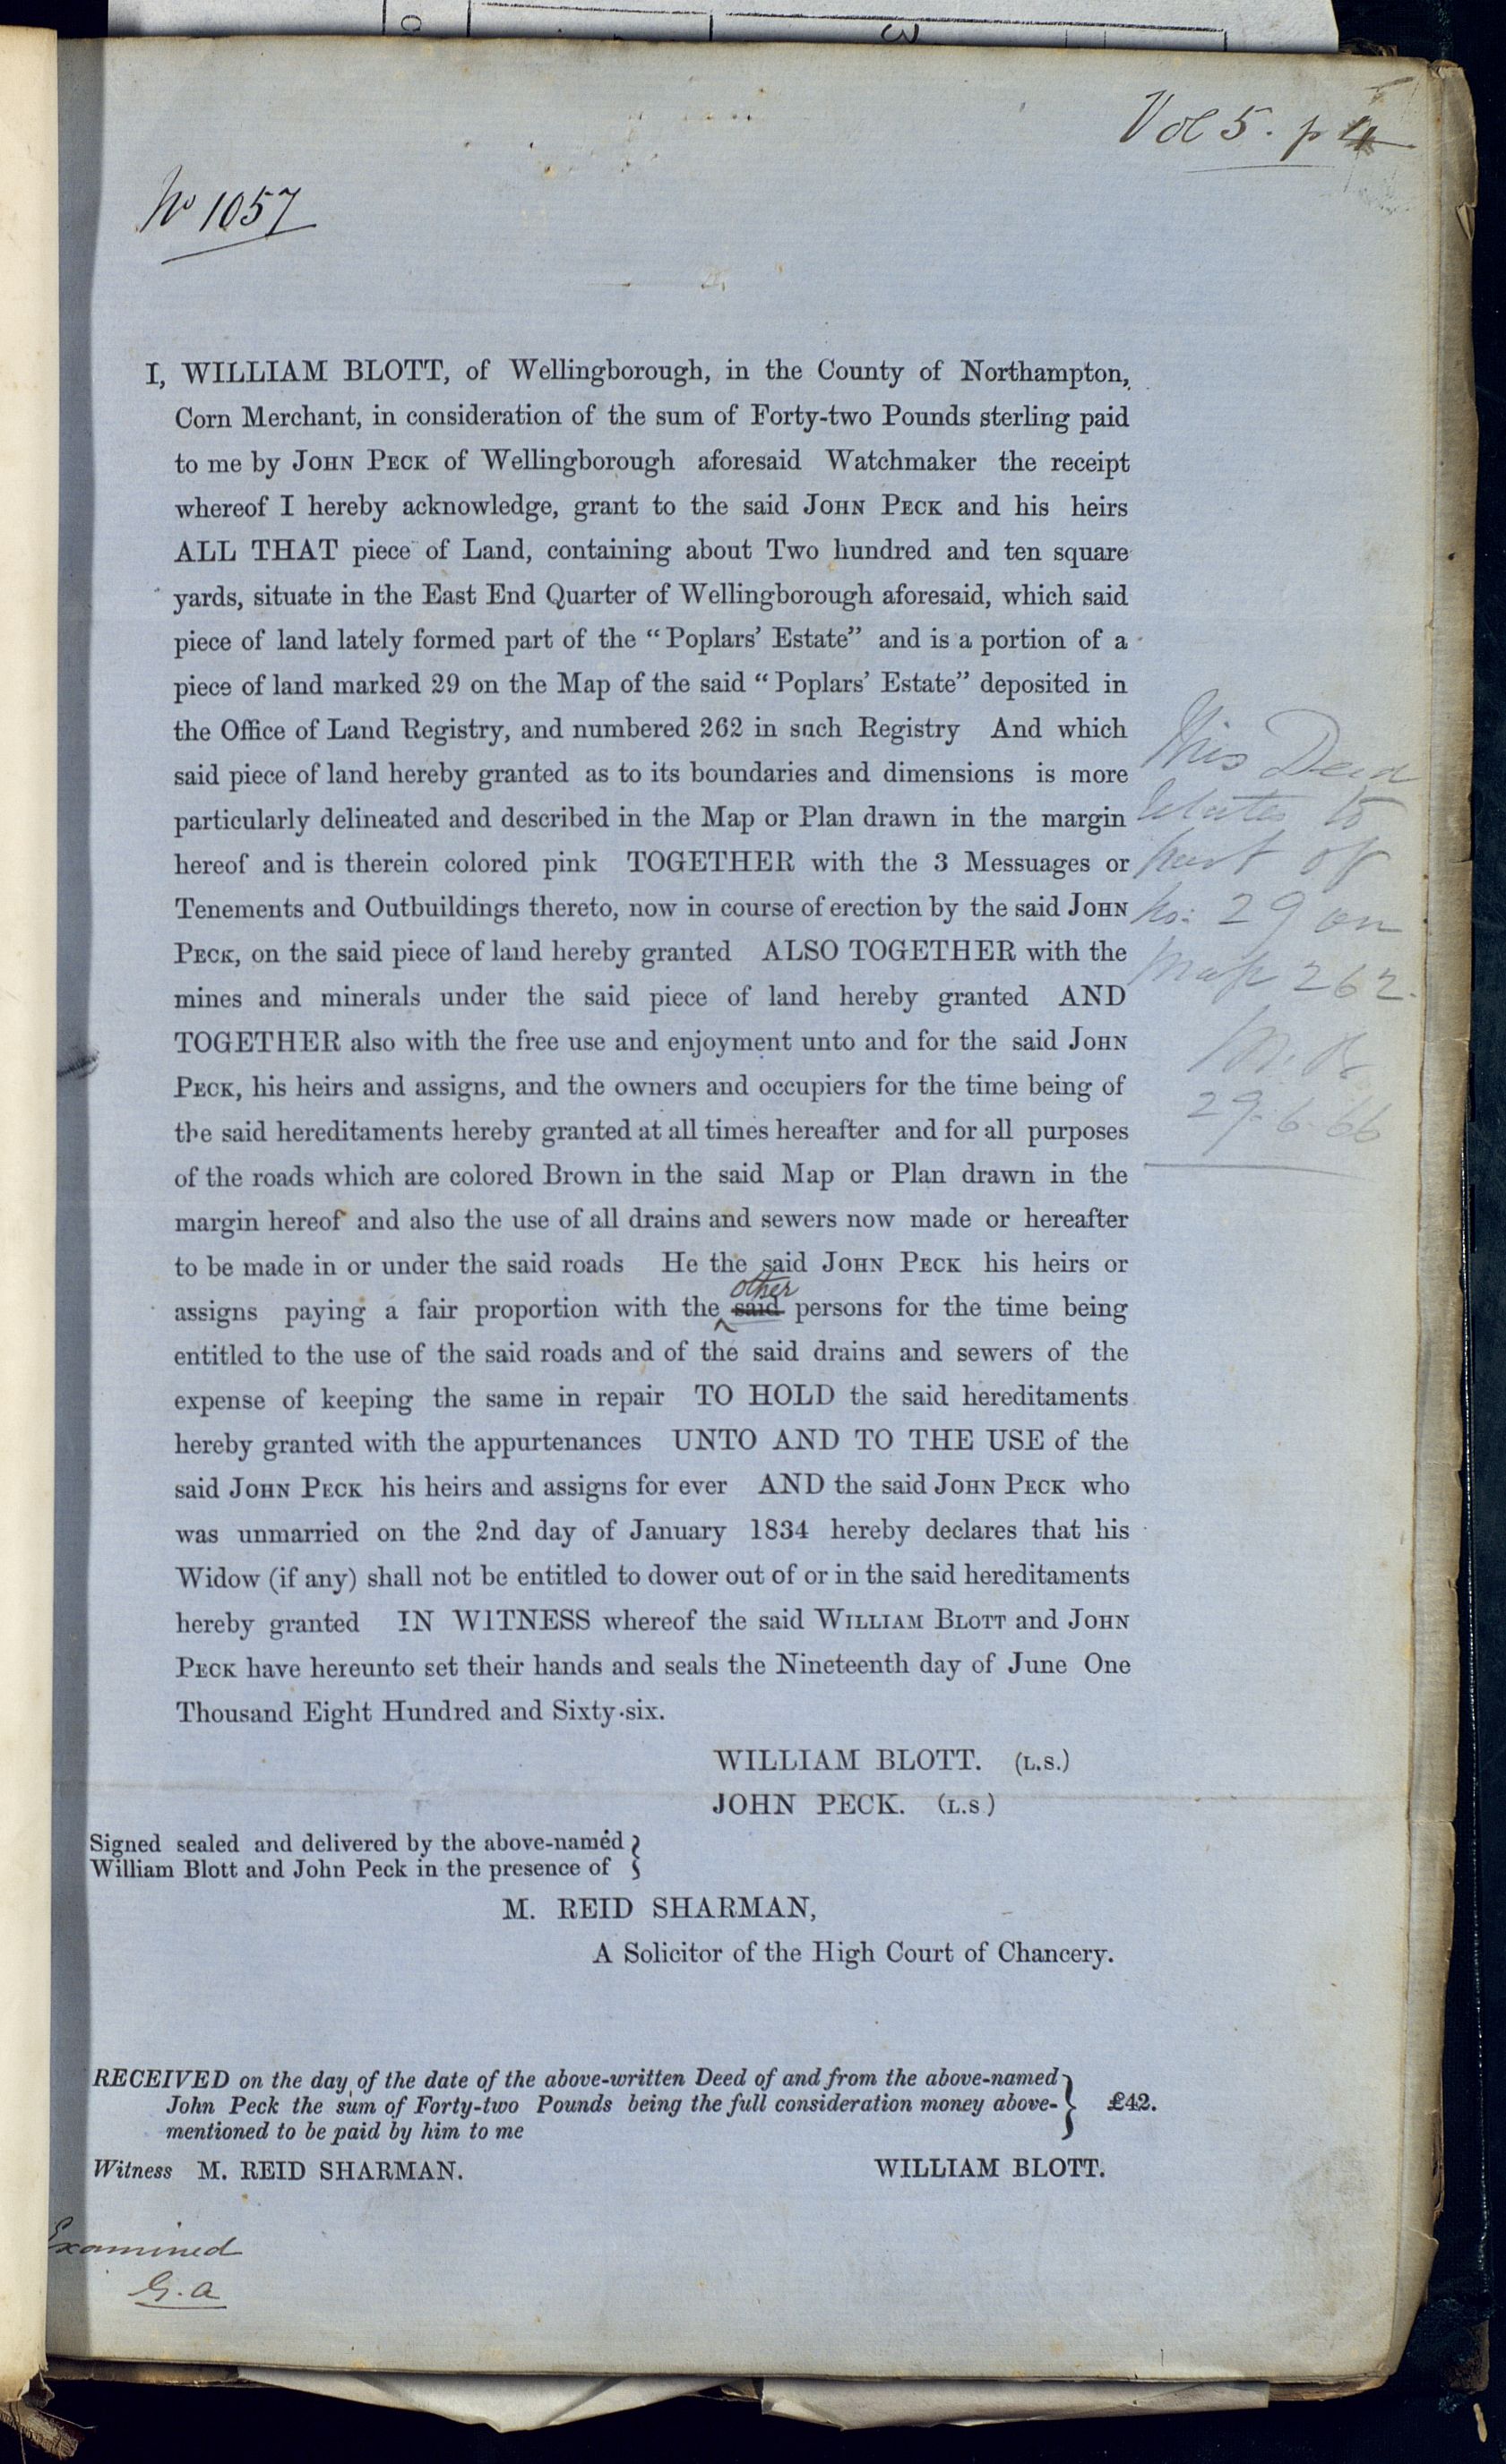 Vol 5. p 4
No 1057
I, WILLIAM BLOTT, of Wellingborough, in the County of Northampton,
Corn Merchant, in consideration of the sum of Forty-two Pounds sterling paid
to me by JOHN PECK of Wellingborough aforesaid Watchmaker the receipt
whereof I hereby acknowledge, grant to the said JOHN PECK and his heirs
ALL THAT piece of Land, containing about Two hundred and ten square
yards, situate in the East End Quarter of Wellingborough aforesaid, which said
piece of land lately formed part of the “Poplars’ Estate” and is a portion of a
piece of land marked 29 on the Map of the said “Poplars’ Estate” deposited in
the Office of Land Registry, and numbered 262 in such Registry And which
said piece of land hereby granted as to its boundaries and dimensions is more
particularly delineated and described in the Map or Plan drawn in the margin
hereof and is therein colored pink TOGETHER with the 3 Messuages or
Tenements and Outbuildings thereto, now in course of erection by the said JOHN
PECK, on the said piece of land hereby granted ALSO TOGETHER with the
mines and minerals under the said piece of land hereby granted AND
TOGETHER also with the free use and enjoyment unto and for the said JOHN
PECK, his heirs and assigns, and the owners and occupiers for the time being of
the said hereditaments hereby granted at all times hereafter and for all purposes
of the roads which are colored Brown in the said Map or Plan drawn in the
margin hereof and also the use of all drains and sewers now made or hereafter
to be made in or under the said roads He the said JOHN PECK his heirs or
other
assigns paying a fair proportion with the said persons for the time being
entitled to the use of the said roads and of the said drains and sewers of the
expense of keeping the same in repair TO HOLD the said hereditaments
hereby granted with the appurtenances UNTO AND TO THE USE of the
said JOHN PECK his heirs and assigns for ever AND the said JOHN PECK who
was unmarried on the 2nd day of January 1834 hereby declares that his
Widow (if any) shall not be entitled to dower out of or in the said hereditaments
hereby granted IN WITNESS whereof the said WILLIAM BLOTT and JOHN
PECK have hereunto set their hands and seals the Nineteenth day of June One
Thousand Eight Hundred and Sixty-six.
WILLIAM BLOTT. (L.S.)
JOHN PECK. (L.S)
Signed sealed and delivered by the above-named
William Blott and John Peck in the presence of
M. REID SHARMAN,
A Solicitor of the High Court of Chancery.
RECEIVED on the day of the date of the above-written Deed of and from the above-named
John Peck the sum of Forty-two Pounds being the full consideration money above-
mentioned to be paid by him to me
£42.
Witness M. REID SHARMAN. WILLIAM BLOTT.
Examined
G. a
This Deed
relates to
part of
No: 29 on
Map 262.
29.6.66